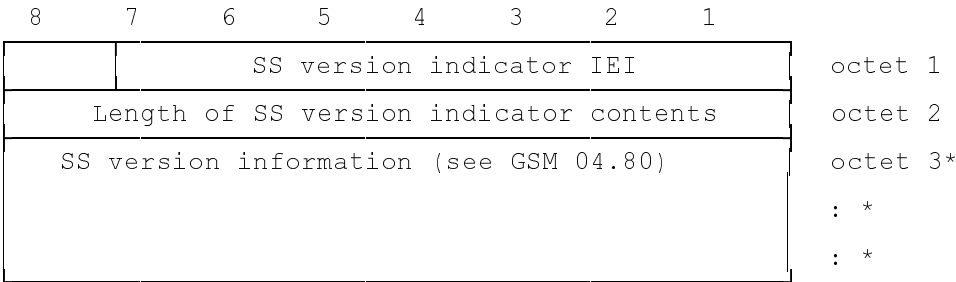 8 7 6 5 4 3 2 1
SS version indicator IEI octet 1
Length of SS version indicator contents octet 2
SS version information (see GSM 04.80) octet 3*
: *
: *